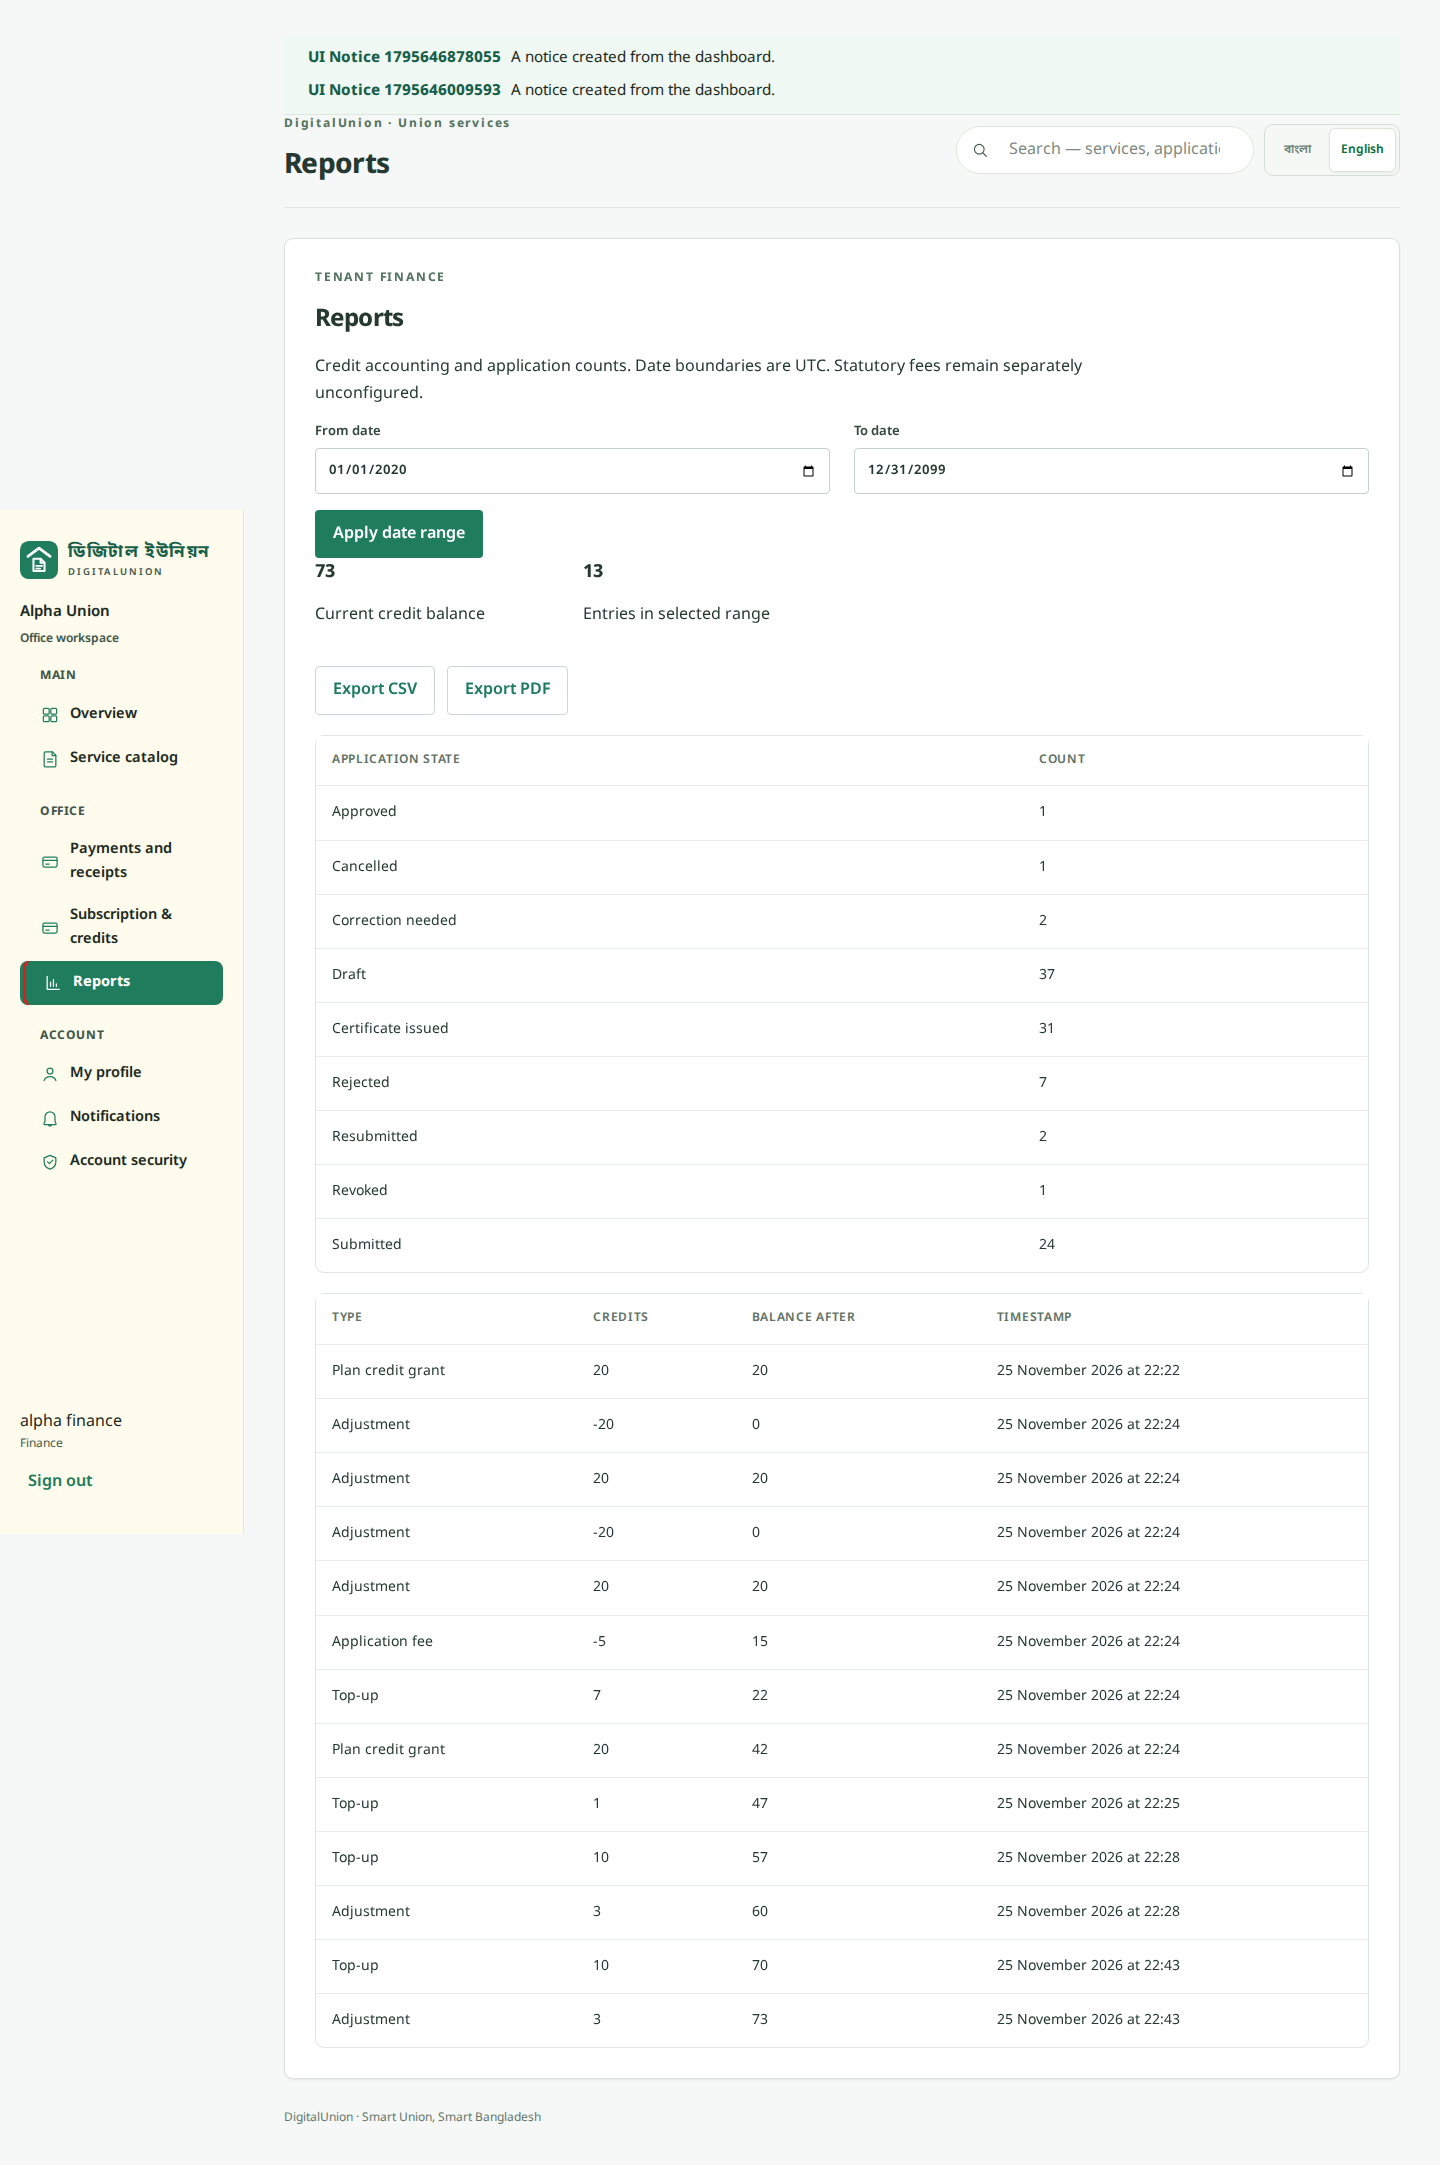 UI Notice 1795646878055 A notice created from the dashboard.
UI Notice 1795646009593 A notice created from the dashboard.
DigitalUnion · Union services
Reports
Search — services, applicati
বাংলা
English
TENANT FINANCE
Reports
Credit accounting and application counts. Date boundaries are UTC. Statutory fees remain separately
unconfigured.
From date
To date
01/01/2020
12/31/2099
Apply date range
73
13
Current credit balance
Entries in selected range
Export CSV
Export PDF
APPLICATION STATE COUNT
Approved 1
Cancelled 1
Correction needed 2
Draft 37
Certificate issued 31
Rejected 7
Resubmitted 2
Revoked 1
Submitted 24
TYPE CREDITS BALANCE AFTER TIMESTAMP
Plan credit grant 20 20 25 November 2026 at 22:22
Adjustment -20 0 25 November 2026 at 22:24
Adjustment 20 20 25 November 2026 at 22:24
Adjustment -20 0 25 November 2026 at 22:24
Adjustment 20 20 25 November 2026 at 22:24
Application fee -5 15 25 November 2026 at 22:24
Top-up 7 22 25 November 2026 at 22:24
Plan credit grant 20 42 25 November 2026 at 22:24
Top-up 1 47 25 November 2026 at 22:25
Top-up 10 57 25 November 2026 at 22:28
Adjustment 3 60 25 November 2026 at 22:28
Top-up 10 70 25 November 2026 at 22:43
Adjustment 3 73 25 November 2026 at 22:43
DigitalUnion · Smart Union, Smart Bangladesh
ডিজিটাল ইউনিয়ন
DIGITALUNION
Alpha Union
Office workspace
MAIN
Overview
Service catalog
OFFICE
Payments and
receipts
Subscription &
credits
Reports
ACCOUNT
My profile
Notifications
Account security
alpha finance
Finance
Sign out